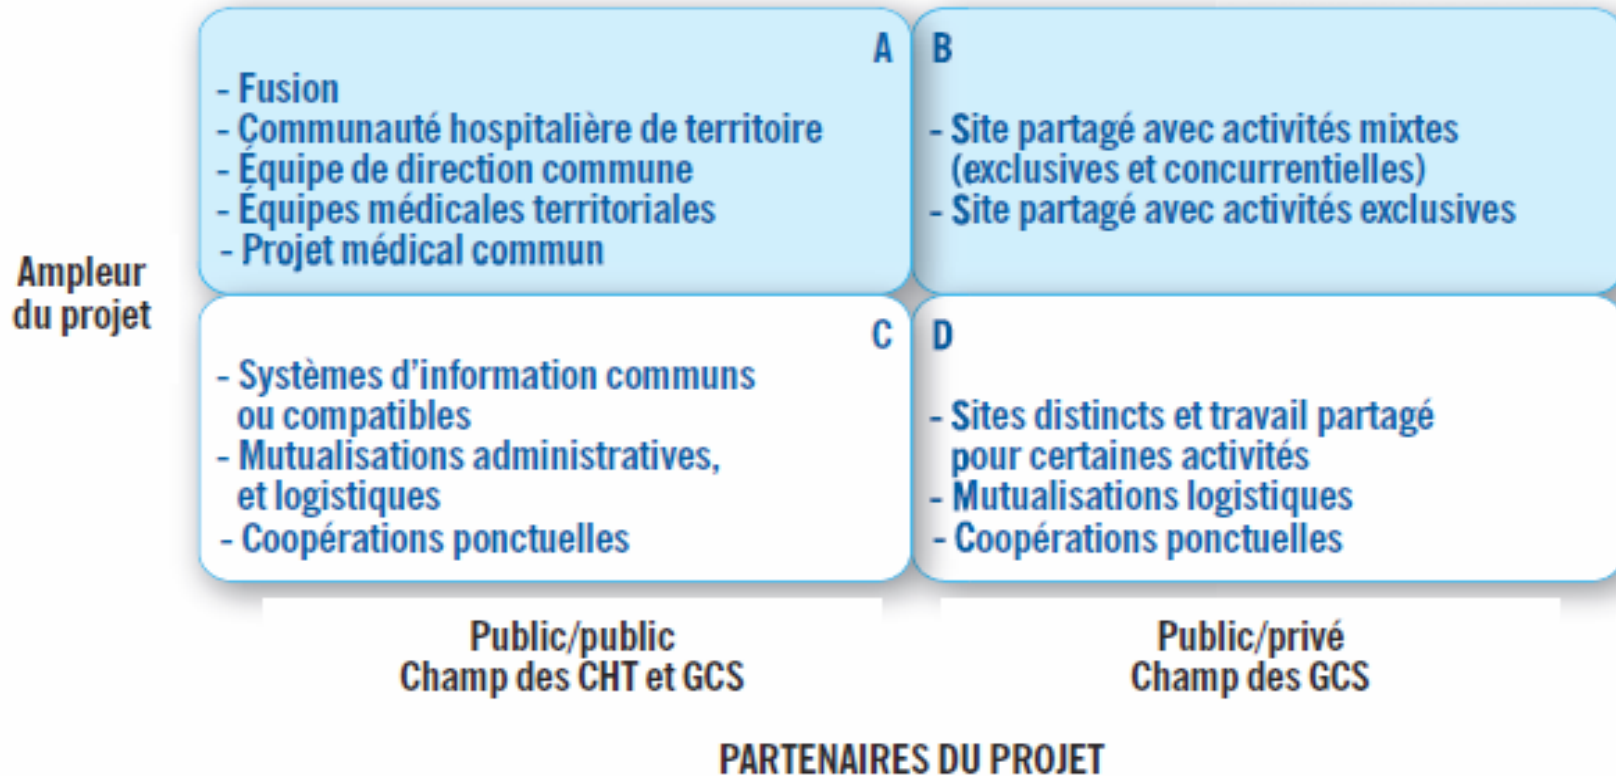 A
- Fusion
- Communauté hospitalière de territoire
- Équipe de direction commune
- Équipes médicales territoriales
- Projet médical commun
B
- Site partagé avec activités mixtes
(exclusives et concurrentielles)
- Site partagé avec activités exclusives
Ampleur
du projet
C
- Systèmes d'information communs
ou compatibles
- Mutualisations administratives,
et logistiques
- Coopérations ponctuelles
D
- Sites distincts et travail partagé
pour certaines activités
- Mutualisations logistiques
- Coopérations ponctuelles
Public/public
Champ des CHT et GCS
Public/privé
Champ des GCS
PARTENAIRES DU PROJET